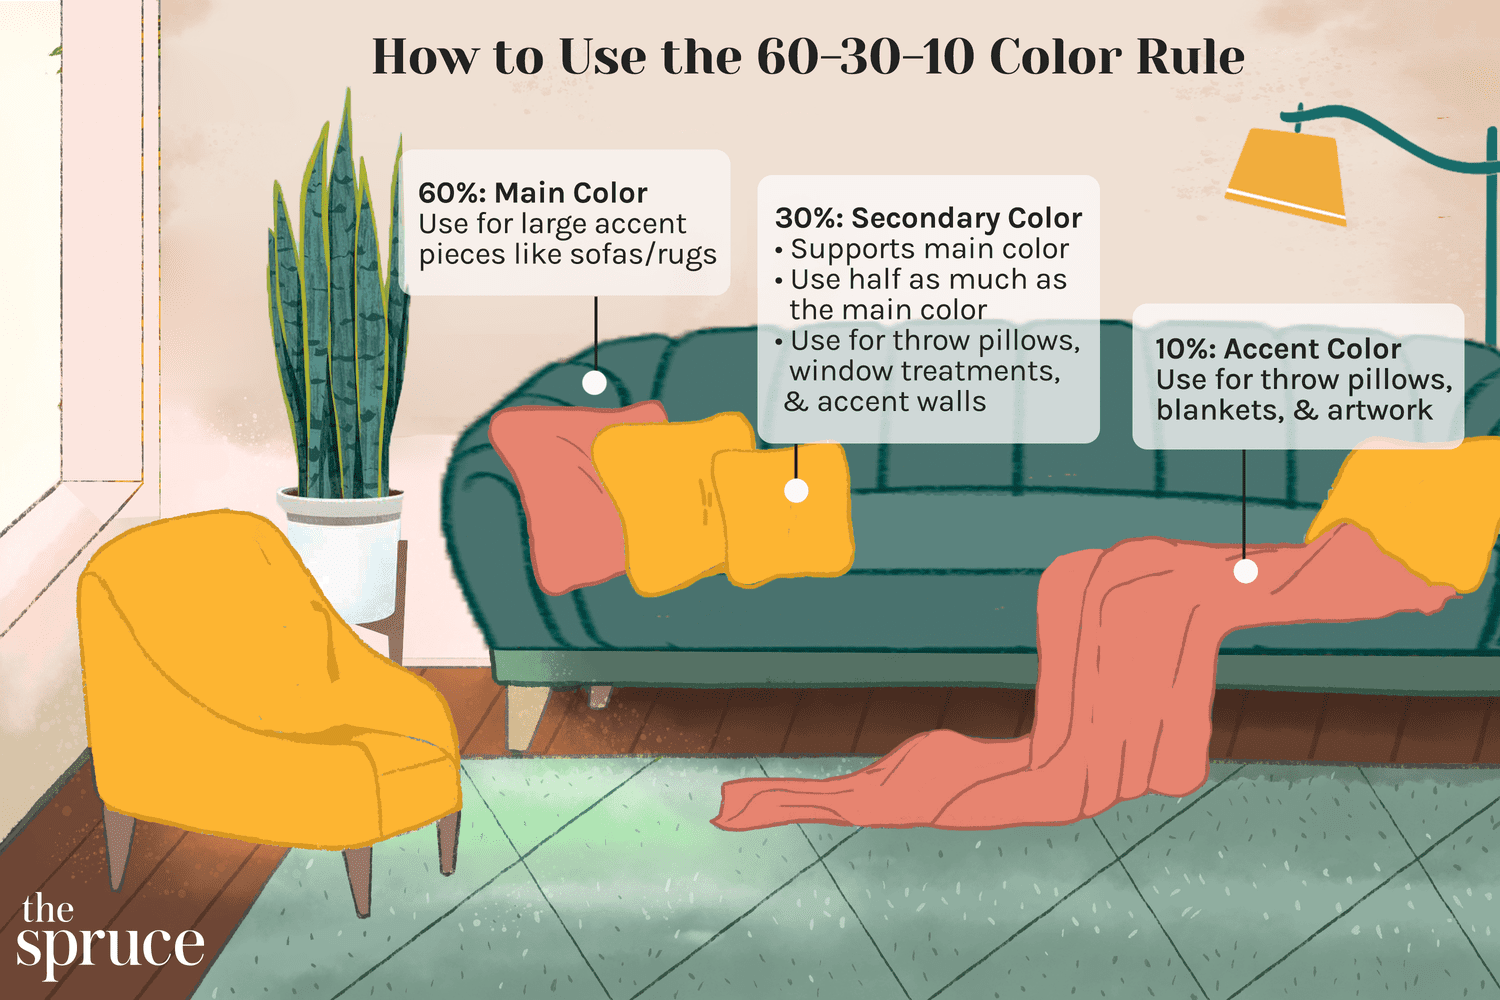 How to Use the 60-30-10 Color Rule
60%: Main Color
Use for large accent
pieces like sofas/rugs
30%: Secondary Color
• Supports main color
• Use half as much as
the main color
• Use for throw pillows,
window treatments,
& accent walls
10%: Accent Color
Use for throw pillows,
blankets, & artwork
the
spruce